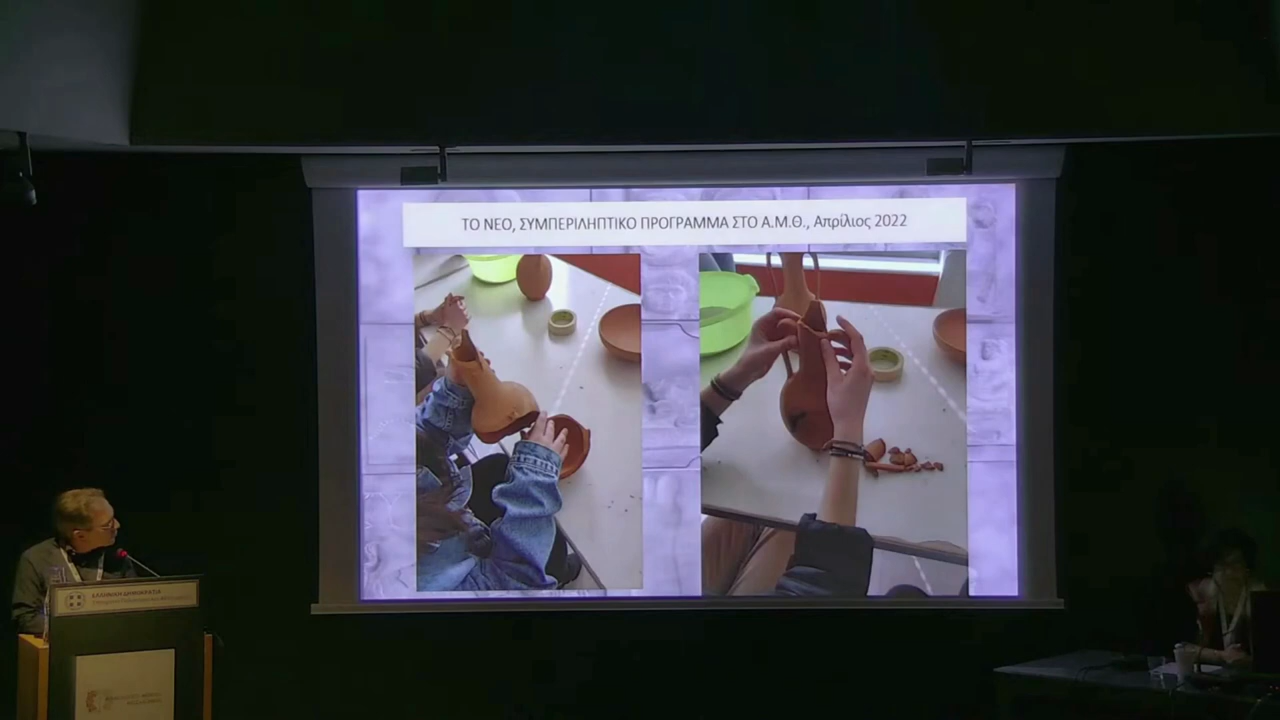 ΤΟ ΝΕΟ, ΣΥΜΠΕΡΙΛΗΠΤΙΚΟ ΠΡΟΓΡΑΜΜΑ ΣΤΟ Α.Μ.Θ., Απρίλιος 2022
ΕΛΛΗΝΙΚΗ ΔΗΜΟΚΡΑΤΙΑ